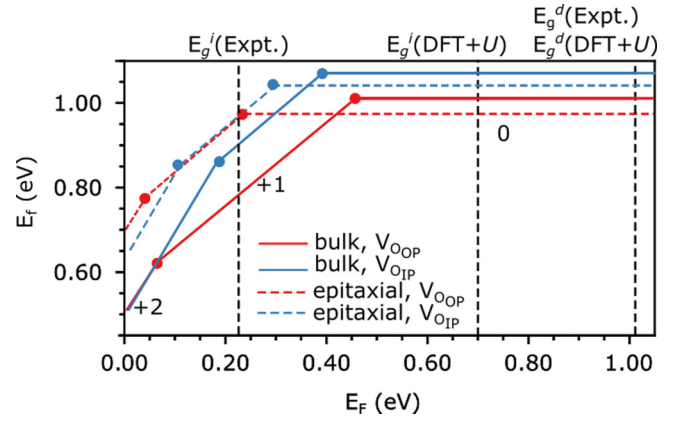 E_g^d(Expt.)
E_g^i(Expt.) E_g^i(DFT+U) E_g^d(DFT+U)
1.00
0.80
0.60
E_f (eV)
0
+1
+2
bulk, V_O_OP
bulk, V_O_IP
epitaxial, V_O_OP
epitaxial, V_O_IP
0.00 0.20 0.40 0.60 0.80 1.00
E_F (eV)